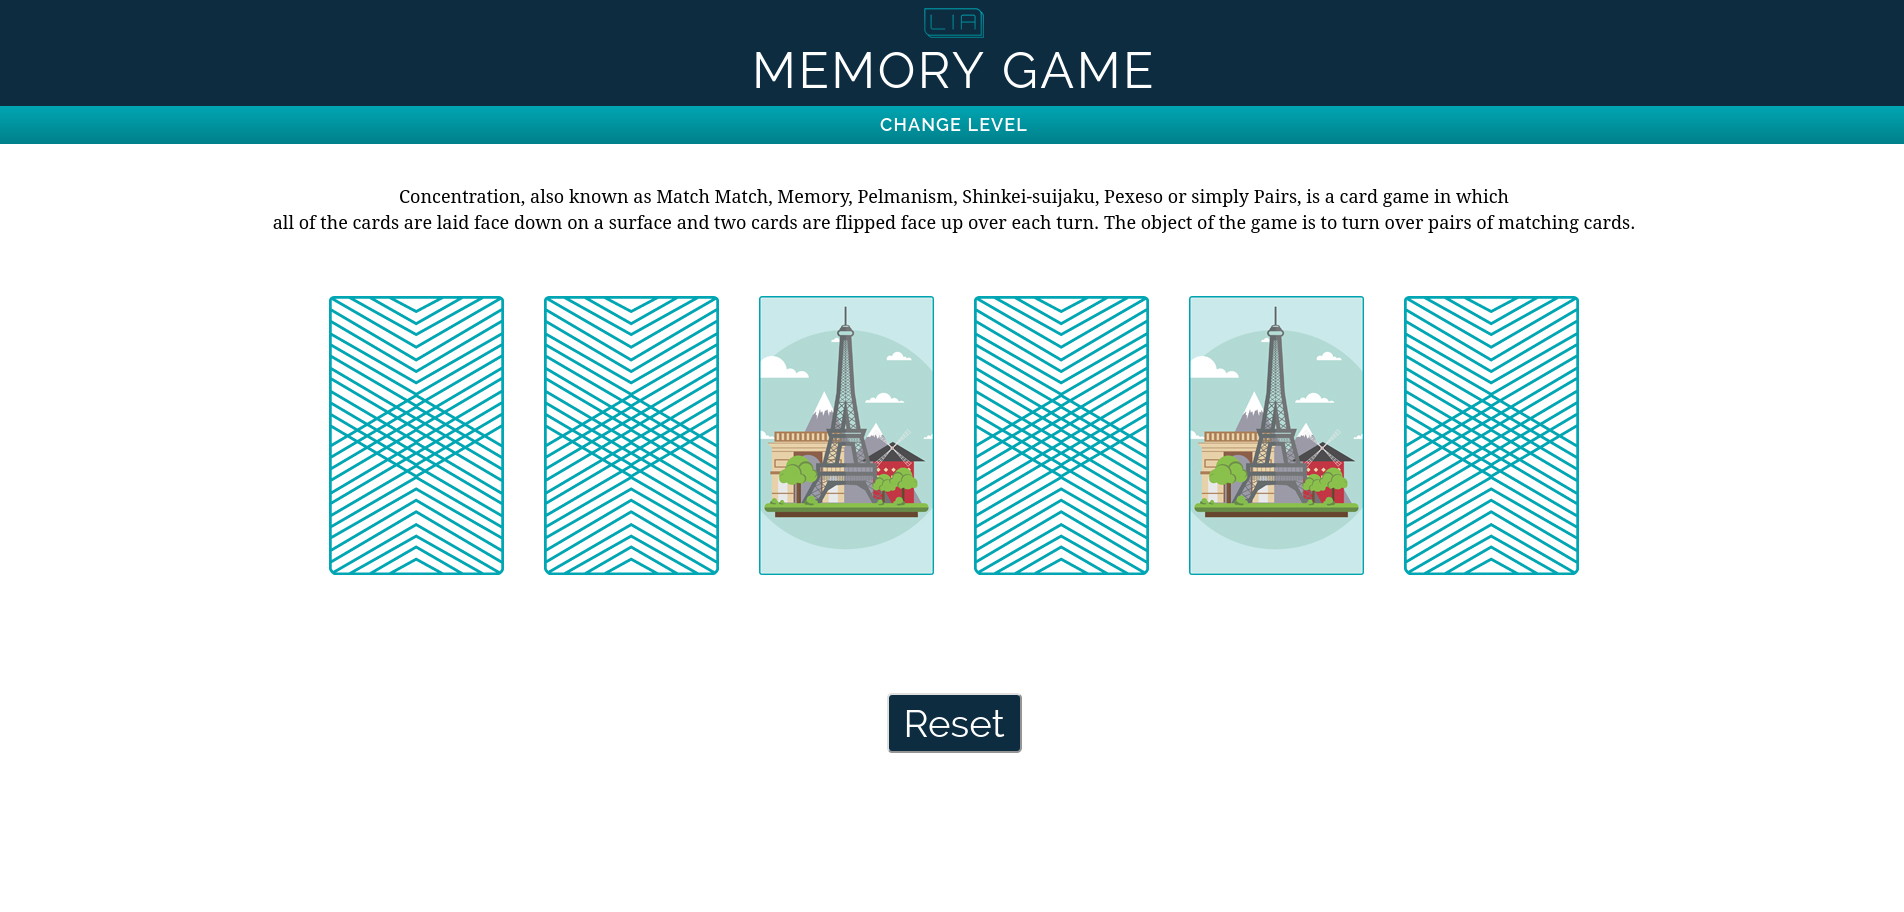 LIA
MEMORY GAME
CHANGE LEVEL
Concentration, also known as Match Match, Memory, Pelmanism, Shinkei-suijaku, Pexeso or simply Pairs, is a card game in which
all of the cards are laid face down on a surface and two cards are flipped face up over each turn. The object of the game is to turn over pairs of matching cards.
Reset